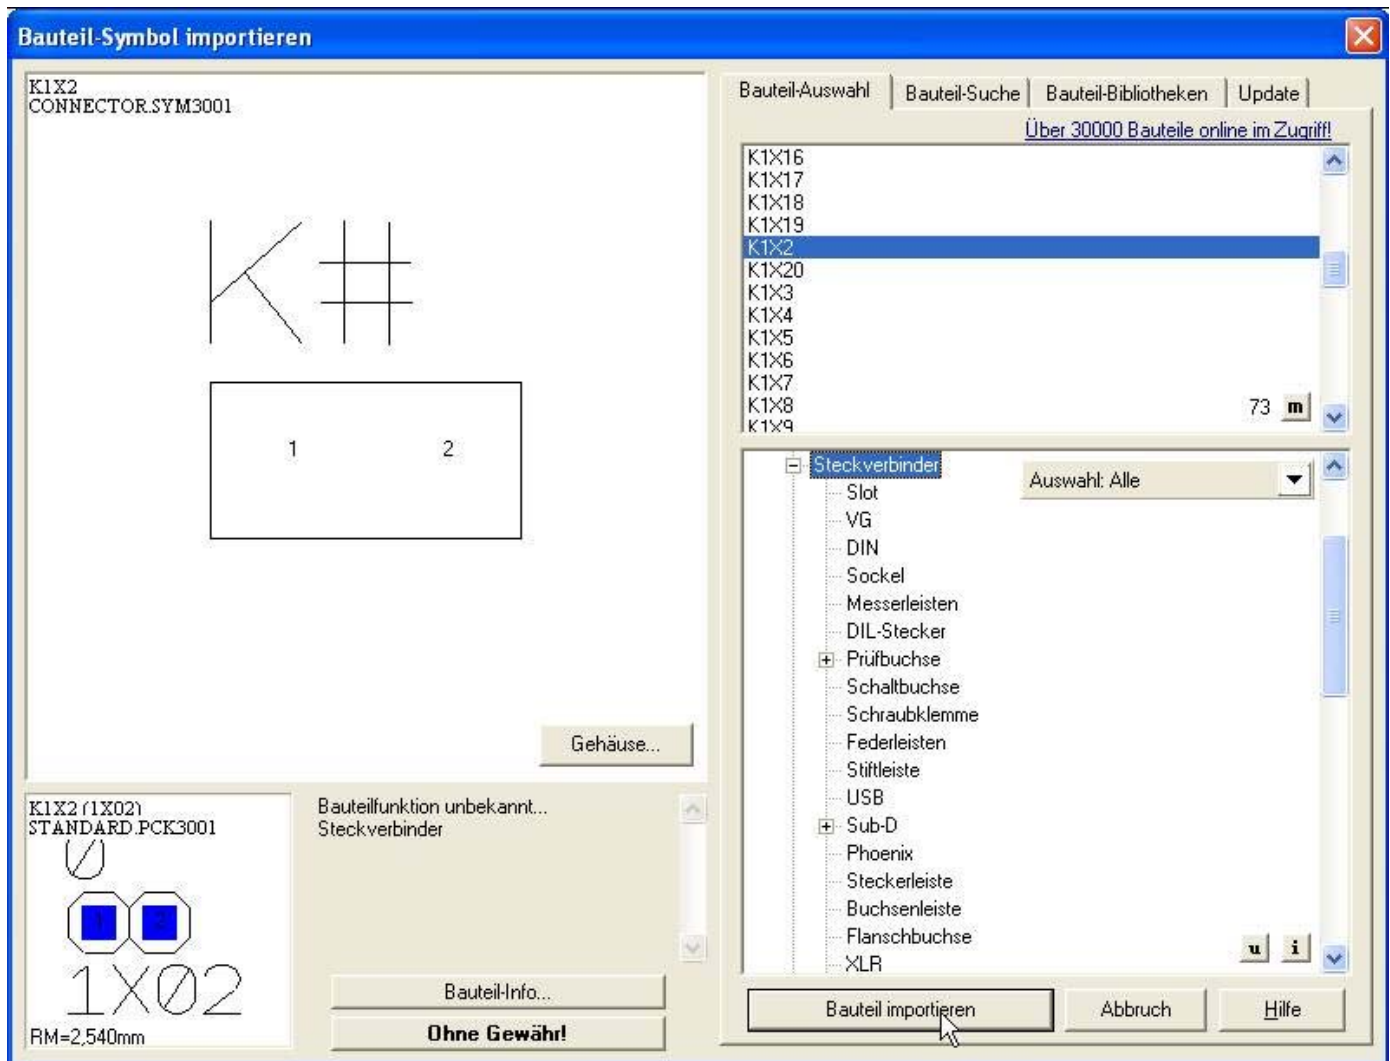 Bauteil-Symbol importieren
K1X2
CONNECTOR.SYM3001
K#
1 2
Gehäuse...
K1X2 (1X02)
STANDARD.PCK3001
0
1 2
1X02
RM=2,540mm
Bauteilfunktion unbekannt...
Steckverbinder
Bauteil-Info...
Ohne Gewähr!
Bauteil-Auswahl Bauteil-Suche Bauteil-Bibliotheken Update
Über 30000 Bauteile online im Zugriff!
K1X16
K1X17
K1X18
K1X19
K1X2
K1X20
K1X3
K1X4
K1X5
K1X6
K1X7
K1X8
K1X9
73 m
Steckverbinder
Auswahl: Alle
Slot
VG
DIN
Sockel
Messerleisten
DIL-Stecker
Prüfbuchse
Schaltbuchse
Schraubklemme
Federleisten
Stiftleiste
USB
Sub-D
Phoenix
Steckerleiste
Buchsenleiste
Flanschbuchse
XLR
u i
Bauteil importieren Abbruch Hilfe